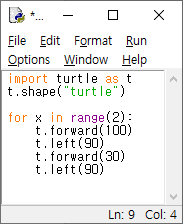 *...
File Edit Format Run
Options Window Help
import turtle as t
t.shape("turtle")
for x in range(2):
    t.forward(100)
    t.left(90)
    t.forward(30)
    t.left(90)
Ln: 9 Col: 4